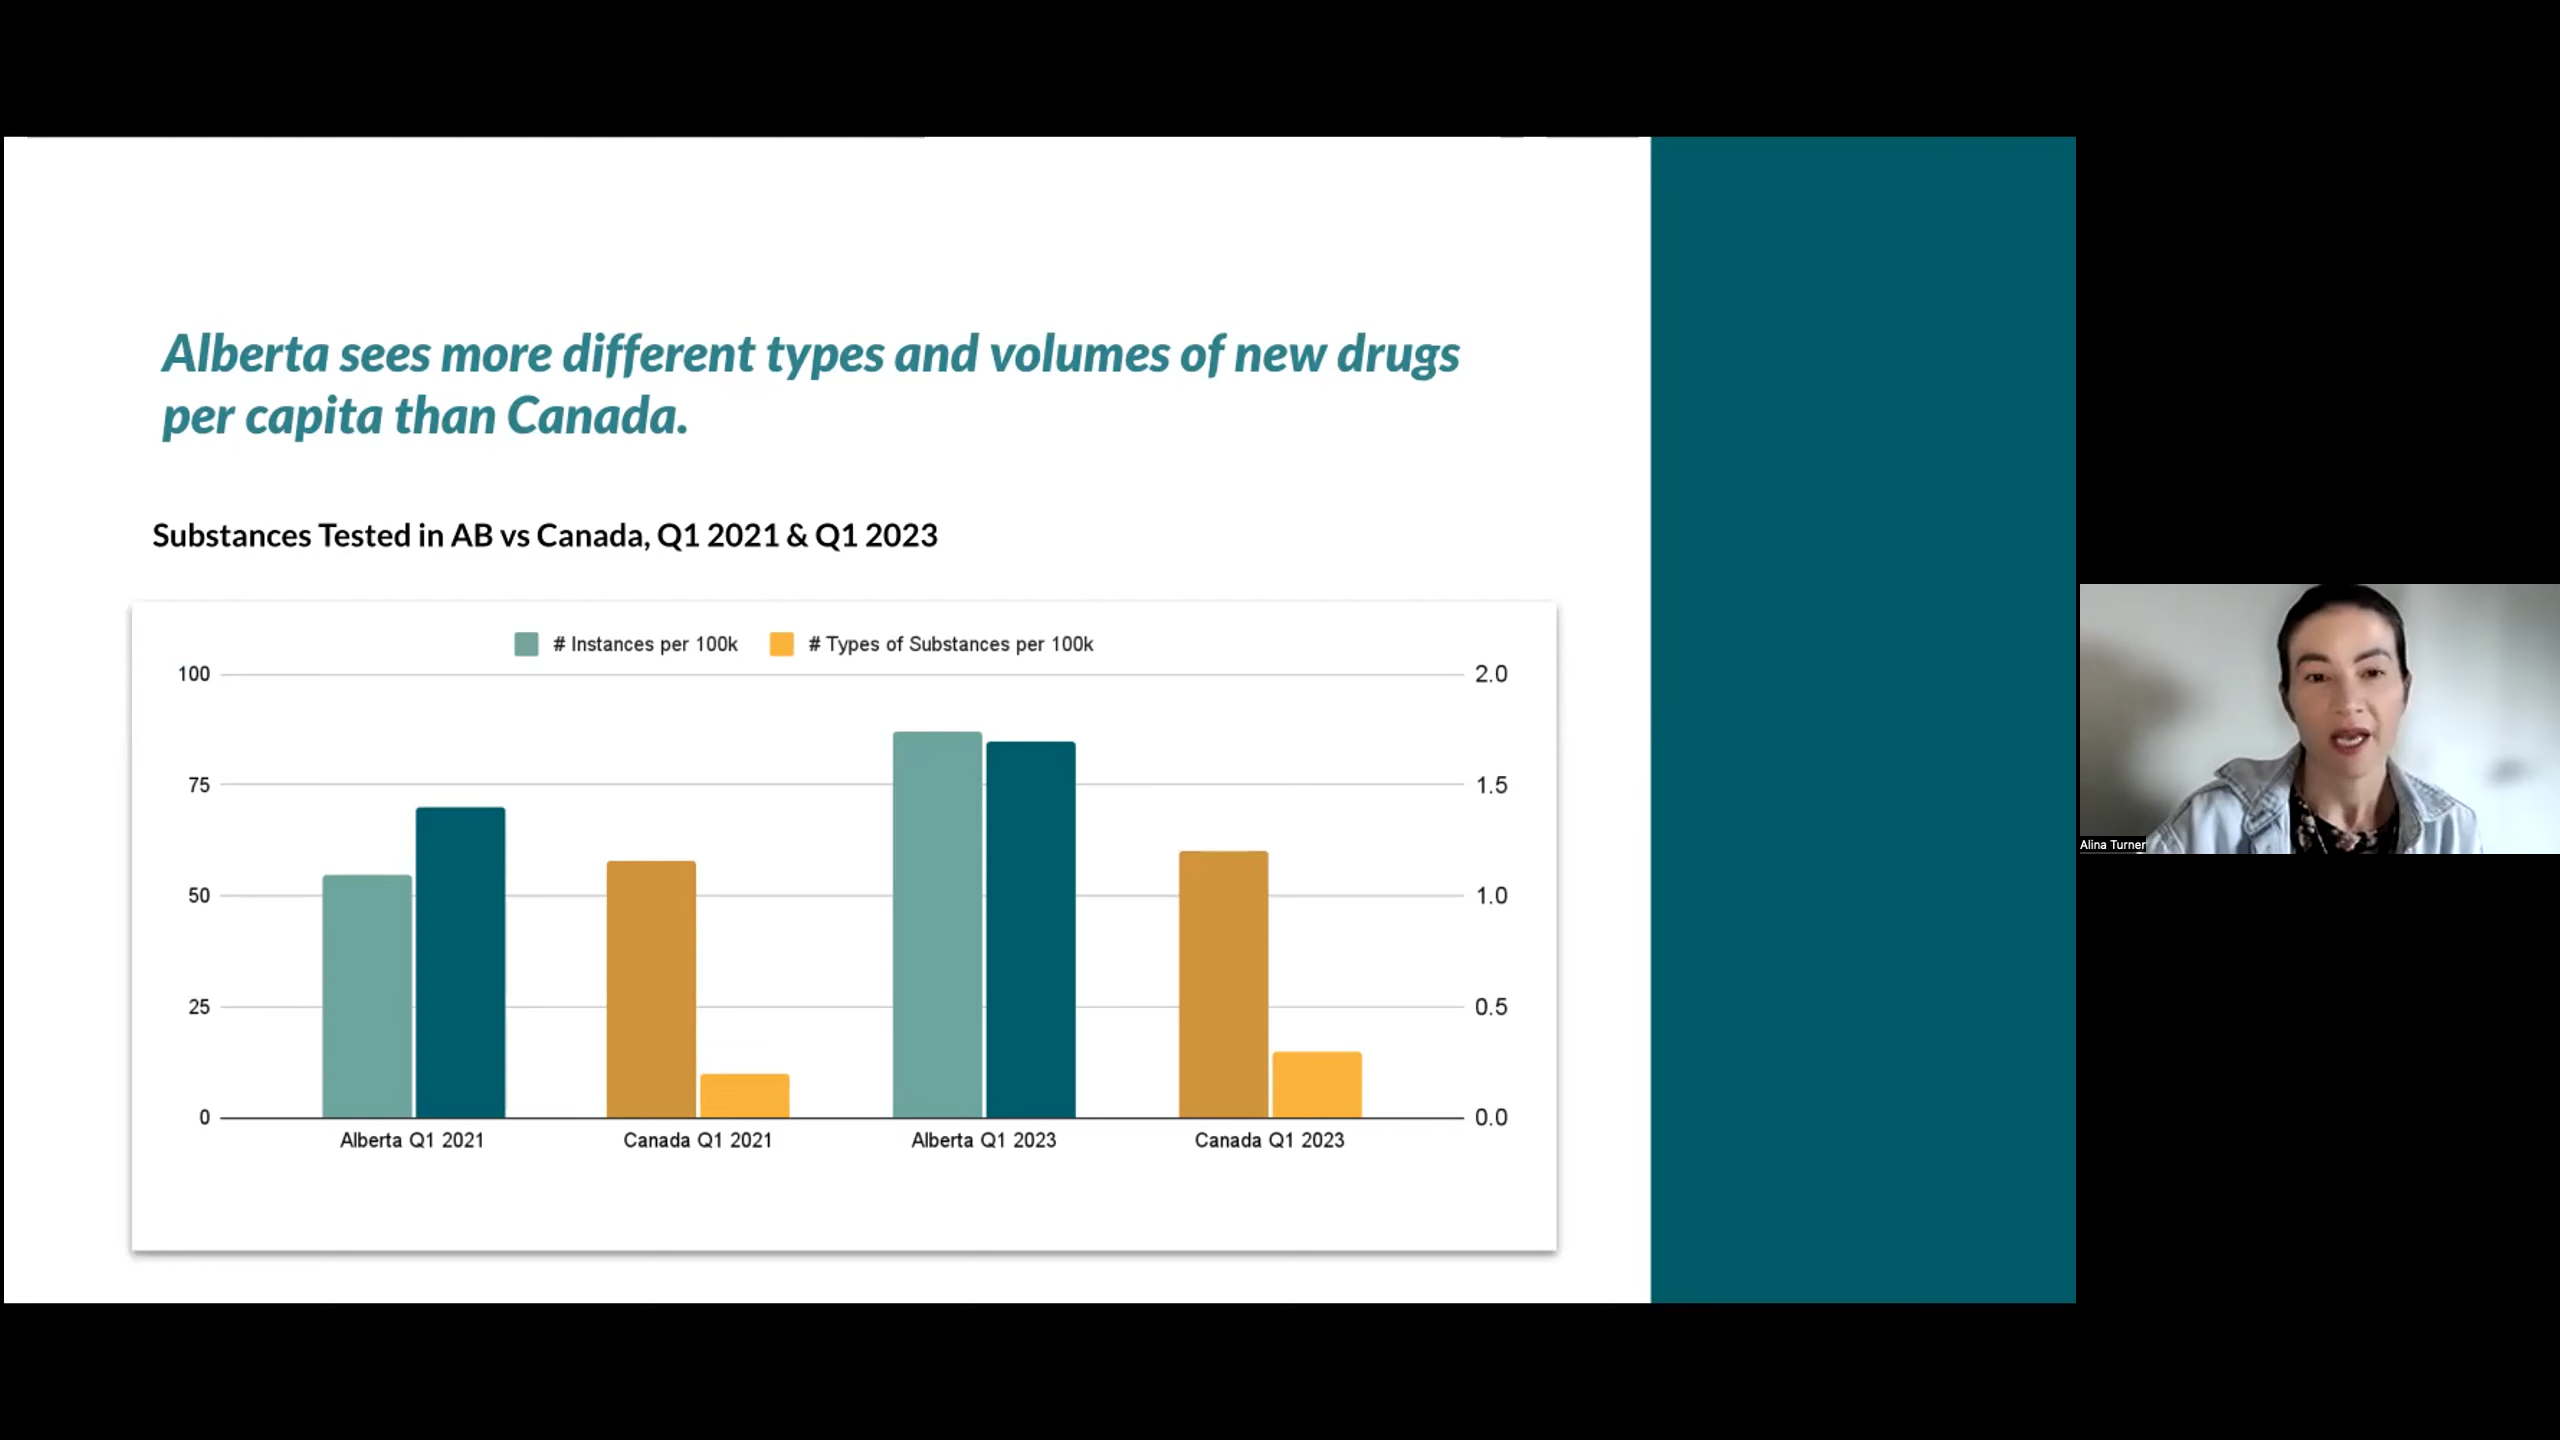 Alberta sees more different types and volumes of new drugs
per capita than Canada.
Substances Tested in AB vs Canada, Q1 2021 & Q1 2023
# Instances per 100k # Types of Substances per 100k
100 2.0
75 1.5
50 1.0
25 0.5
0 0.0
Alberta Q1 2021 Canada Q1 2021 Alberta Q1 2023 Canada Q1 2023
Alina Turner